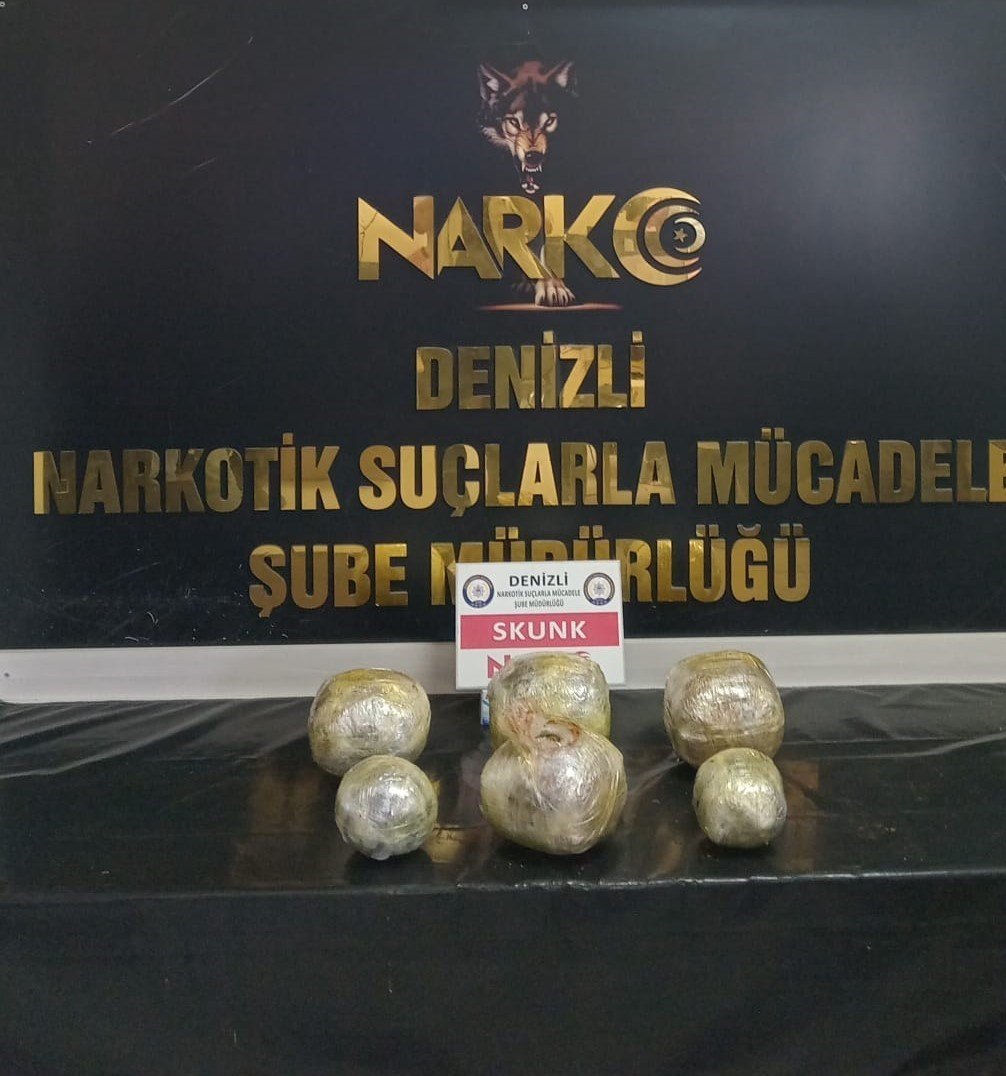 NARKO
DENİZLİ
NARKOTİK SUÇLARLA MÜCADELE
ŞUBE MÜDÜRLÜĞÜ
DENİZLİ
NARKOTİK SUÇLARLA MÜCADELE
ŞUBE MÜDÜRLÜĞÜ
SKUNK